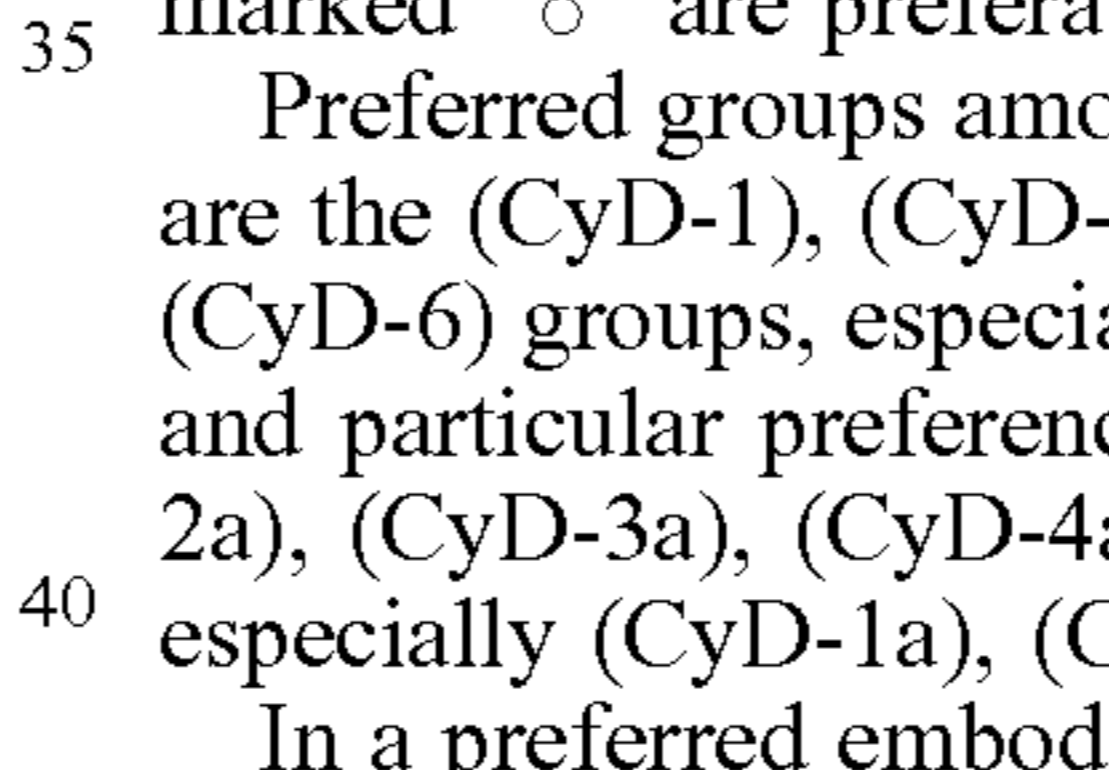 35 marked ○ are prefera
Preferred groups amo
are the (CyD-1), (CyD-
(CyD-6) groups, especia
and particular preferenc
2a), (CyD-3a), (CyD-4a
40
especially (CyD-1a), (C
In a preferred embod